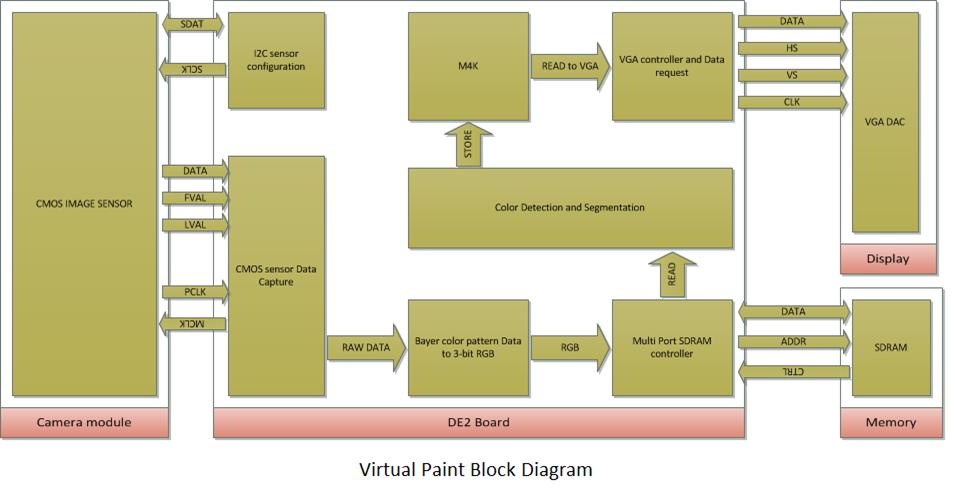 SDAT
SCLK
I2C sensor
configuration
M4K
READ to VGA
VGA controller and Data
request
DATA
HS
VS
CLK
VGA DAC
STORE
CMOS IMAGE SENSOR
DATA
FVAL
LVAL
PCLK
MCLK
CMOS sensor Data
Capture
Color Detection and Segmentation
READ
Display
RAW DATA
Bayer color pattern Data
to 3-bit RGB
RGB
Multi Port SDRAM
controller
DATA
ADDR
CTRL
SDRAM
Camera module
DE2 Board
Memory
Virtual Paint Block Diagram